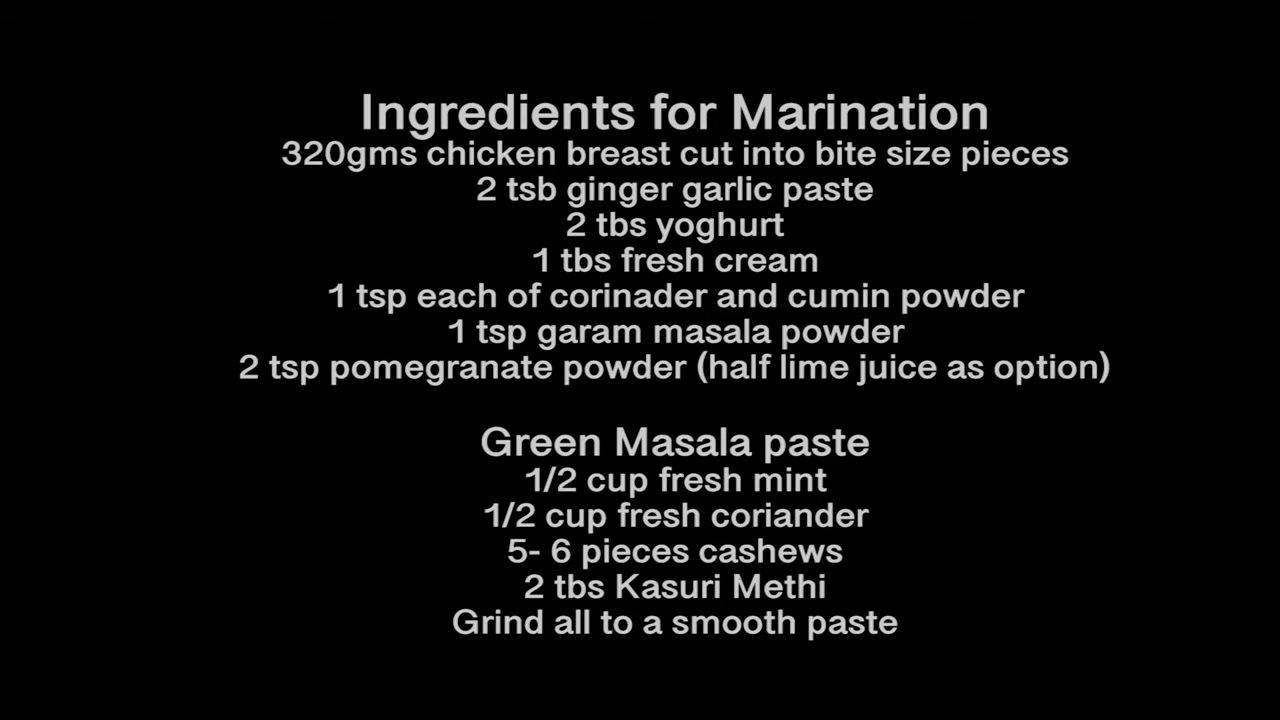 Ingredients for Marination
320gms chicken breast cut into bite size pieces
2 tsb ginger garlic paste
2 tbs yoghurt
1 tbs fresh cream
1 tsp each of corinader and cumin powder
1 tsp garam masala powder
2 tsp pomegranate powder (half lime juice as option)
Green Masala paste
1/2 cup fresh mint
1/2 cup fresh coriander
5- 6 pieces cashews
2 tbs Kasuri Methi
Grind all to a smooth paste